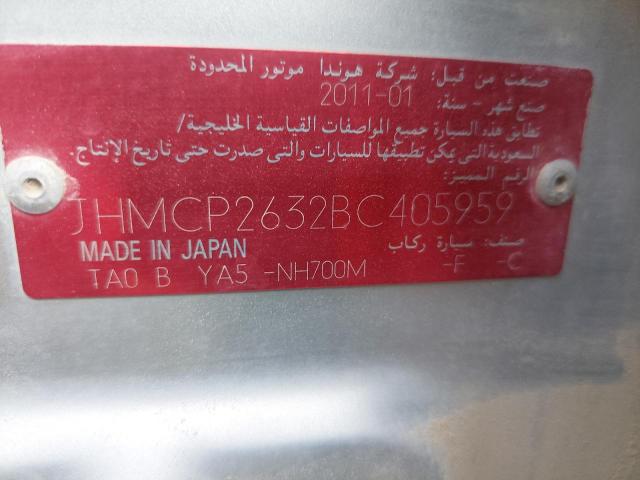 صنعت من قبل: شركة هوندا موتور المحدودة
صنع شهر - سنة: 2011-01
تطابق هذه السيارة جميع المواصفات القياسية الخليجية/
السعودية التي يمكن تطبيقها للسيارات والتي صدرت حتى تاريخ الإنتاج.
الرقم المميز:
JHMCP2632BC405959
MADE IN JAPAN صنف: سيارة ركاب
TA0 B YA5 -NH700M -F -C